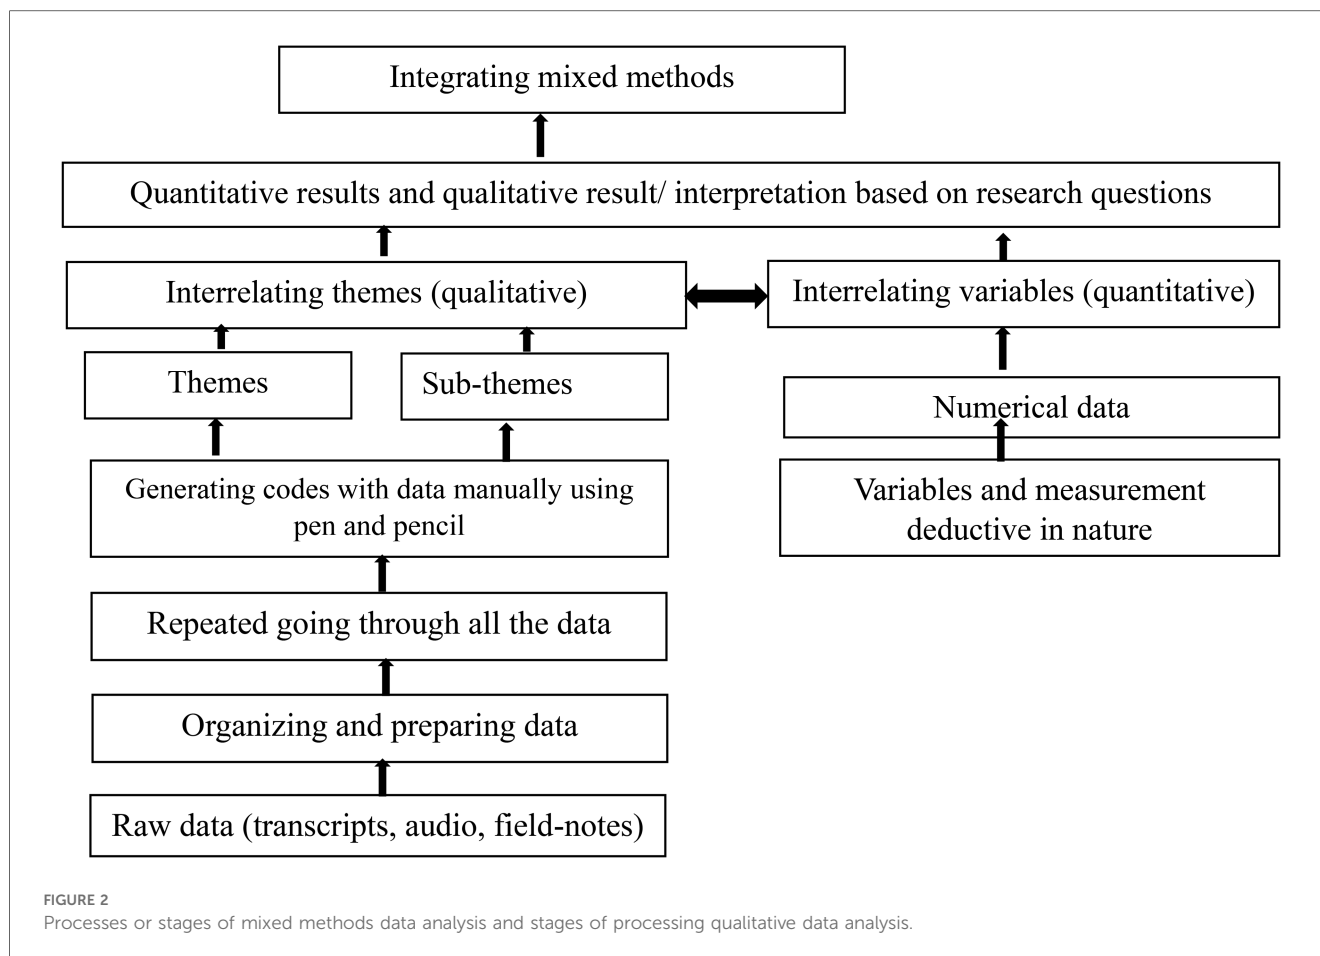 Integrating mixed methods
Quantitative results and qualitative result/ interpretation based on research questions
Interrelating themes (qualitative)
Interrelating variables (quantitative)
Themes
Sub-themes
Numerical data
Generating codes with data manually using
pen and pencil
Variables and measurement
deductive in nature
Repeated going through all the data
Organizing and preparing data
Raw data (transcripts, audio, field-notes)
FIGURE 2
Processes or stages of mixed methods data analysis and stages of processing qualitative data analysis.